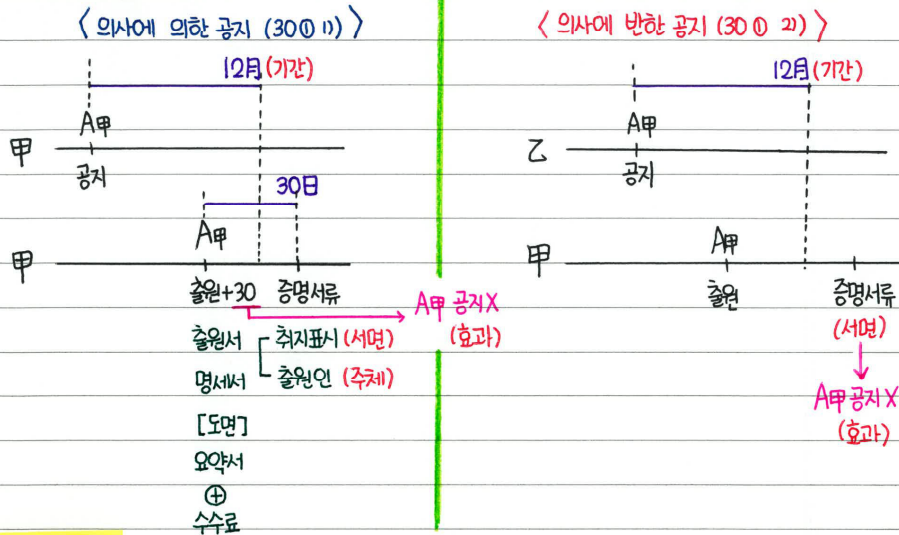 〈 의사에 의한 공지 (30① 1)) 〉
12月 (기간)
A甲
甲
공지
30日
A甲
甲
출원+30 증명서류
출원서 취지표시 (서면)
명세서 출원인 (주체)
[도면]
요약서
⊕
수수료
A甲 공지X
(효과)
〈 의사에 반한 공지 (30① 2)) 〉
12月 (기간)
A甲
乙
공지
A甲
甲
출원 증명서류
(서면)
A甲 공지X
(효과)